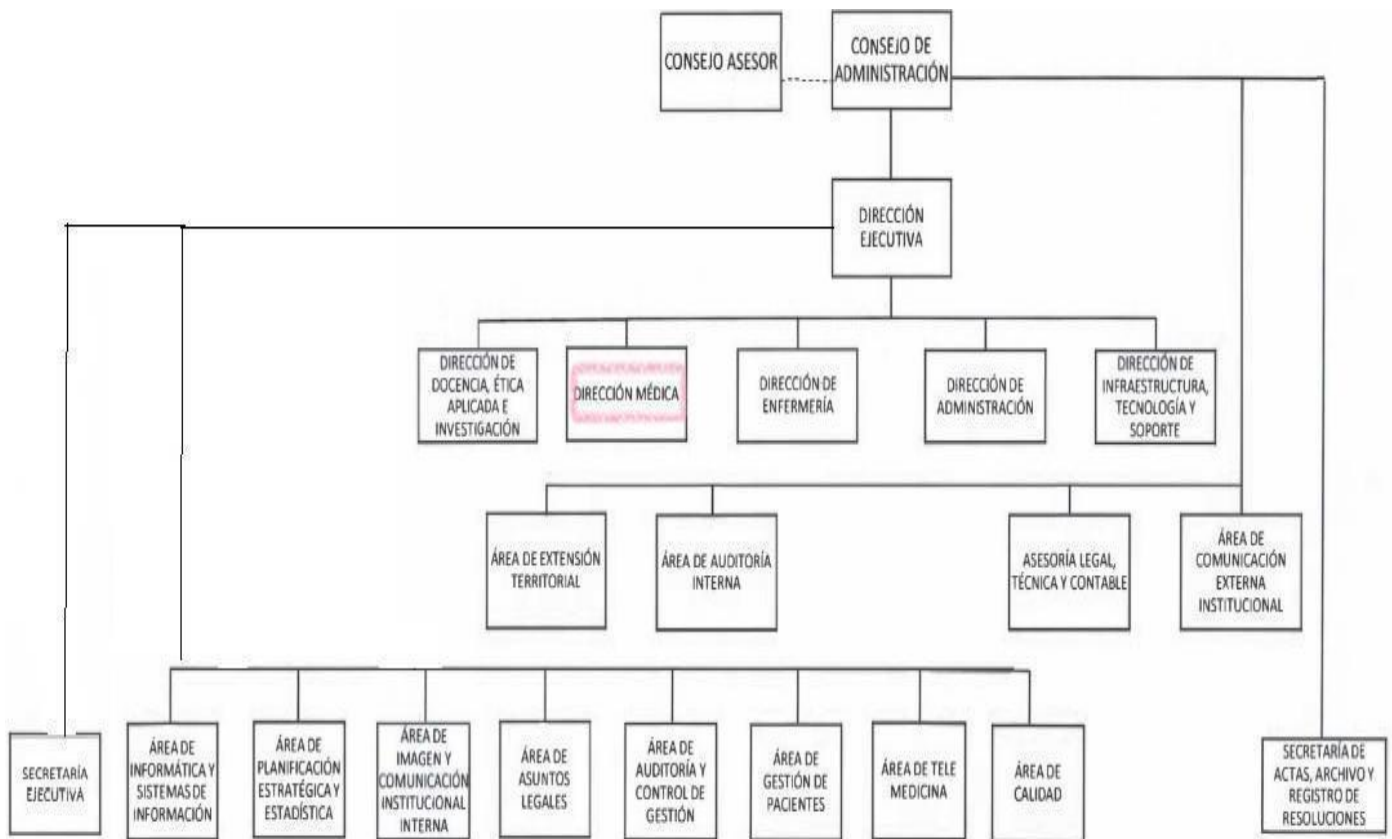 CONSEJO ASESOR
CONSEJO DE
ADMINISTRACIÓN
DIRECCIÓN
EJECUTIVA
DIRECCIÓN DE
DOCENCIA, ÉTICA
APLICADA E
INVESTIGACIÓN
DIRECCIÓN MÉDICA
DIRECCIÓN DE
ENFERMERÍA
DIRECCIÓN DE
ADMINISTRACIÓN
DIRECCIÓN DE
INFRAESTRUCTURA,
TECNOLOGÍA Y
SOPORTE
ÁREA DE EXTENSIÓN
TERRITORIAL
ÁREA DE AUDITORÍA
INTERNA
ASESORÍA LEGAL,
TÉCNICA Y CONTABLE
ÁREA DE
COMUNICACIÓN
EXTERNA
INSTITUCIONAL
SECRETARÍA
EJECUTIVA
ÁREA DE
INFORMÁTICA Y
SISTEMAS DE
INFORMACIÓN
ÁREA DE
PLANIFICACIÓN
ESTRATÉGICA Y
ESTADÍSTICA
ÁREA DE
IMAGEN Y
COMUNICACIÓN
INSTITUCIONAL
INTERNA
ÁREA DE
ASUNTOS
LEGALES
ÁREA DE
AUDITORÍA Y
CONTROL DE
GESTIÓN
ÁREA DE
GESTIÓN DE
PACIENTES
ÁREA DE TELE
MEDICINA
ÁREA DE
CALIDAD
SECRETARÍA DE
ACTAS, ARCHIVO Y
REGISTRO DE
RESOLUCIONES